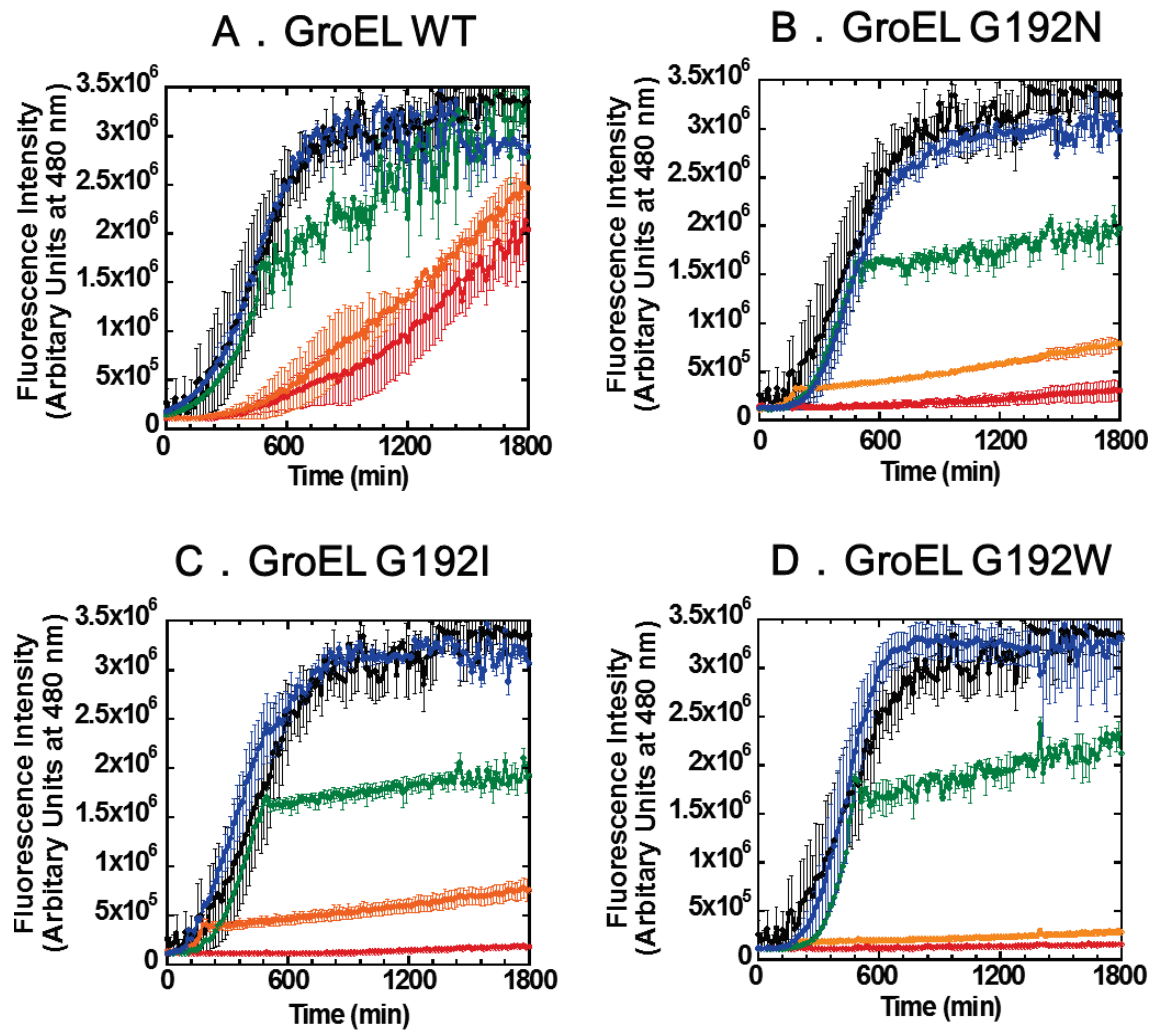 A . GroEL WT
3.5x10⁶
3x10⁶
2.5x10⁶
2x10⁶
1.5x10⁶
1x10⁶
5x10⁵
0
Fluorescence Intensity
(Arbitary Units at 480 nm)
0 600 1200 1800
Time (min)
B . GroEL G192N
3.5x10⁶
3x10⁶
2.5x10⁶
2x10⁶
1.5x10⁶
1x10⁶
5x10⁵
0
Fluorescence Intensity
(Arbitary Units at 480 nm)
0 600 1200 1800
Time (min)
C . GroEL G192I
3.5x10⁶
3x10⁶
2.5x10⁶
2x10⁶
1.5x10⁶
1x10⁶
5x10⁵
0
Fluorescence Intensity
(Arbitary Units at 480 nm)
0 600 1200 1800
Time (min)
D . GroEL G192W
3.5x10⁶
3x10⁶
2.5x10⁶
2x10⁶
1.5x10⁶
1x10⁶
5x10⁵
0
Fluorescence Intesity
(Arbitary Units at 480 nm)
0 600 1200 1800
Time (min)